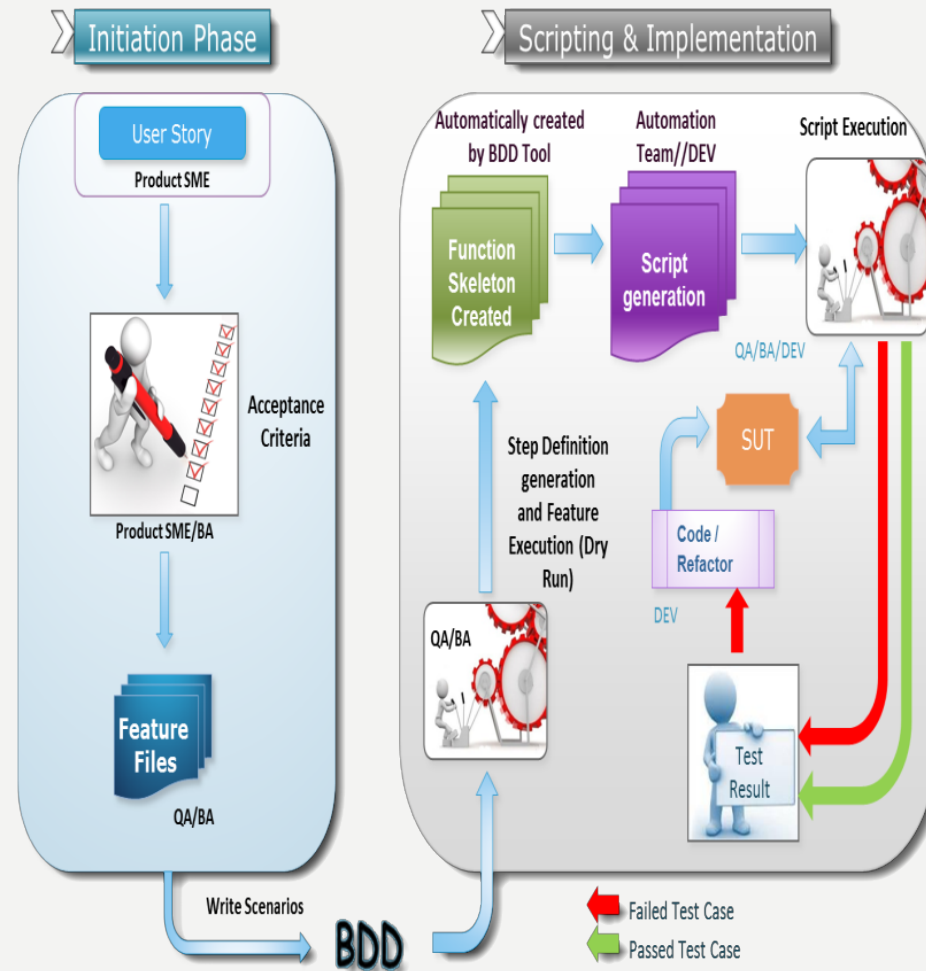 Initiation Phase
User Story
Product SME
Acceptance
Criteria
Product SME/BA
Feature
Files
QA/BA
Write Scenarios
BDD
Scripting & Implementation
Automatically created
by BDD Tool
Function
Skeleton
Created
Automation
Team//DEV
Script
generation
Script Execution
QA/BA/DEV
SUT
Step Definition
generation
and Feature
Execution (Dry
Run)
Code /
Refactor
DEV
QA/BA
Test
Result
Failed Test Case
Passed Test Case